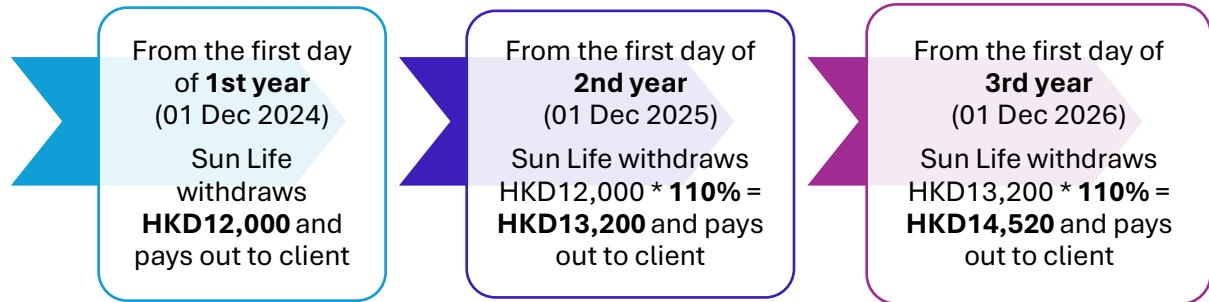 From the first day
of 1st year
(01 Dec 2024)
Sun Life
withdraws
HKD12,000 and
pays out to client
From the first day of
2nd year
(01 Dec 2025)
Sun Life withdraws
HKD12,000 * 110% =
HKD13,200 and pays
out to client
From the first day of
3rd year
(01 Dec 2026)
Sun Life withdraws
HKD13,200 * 110% =
HKD14,520 and pays
out to client